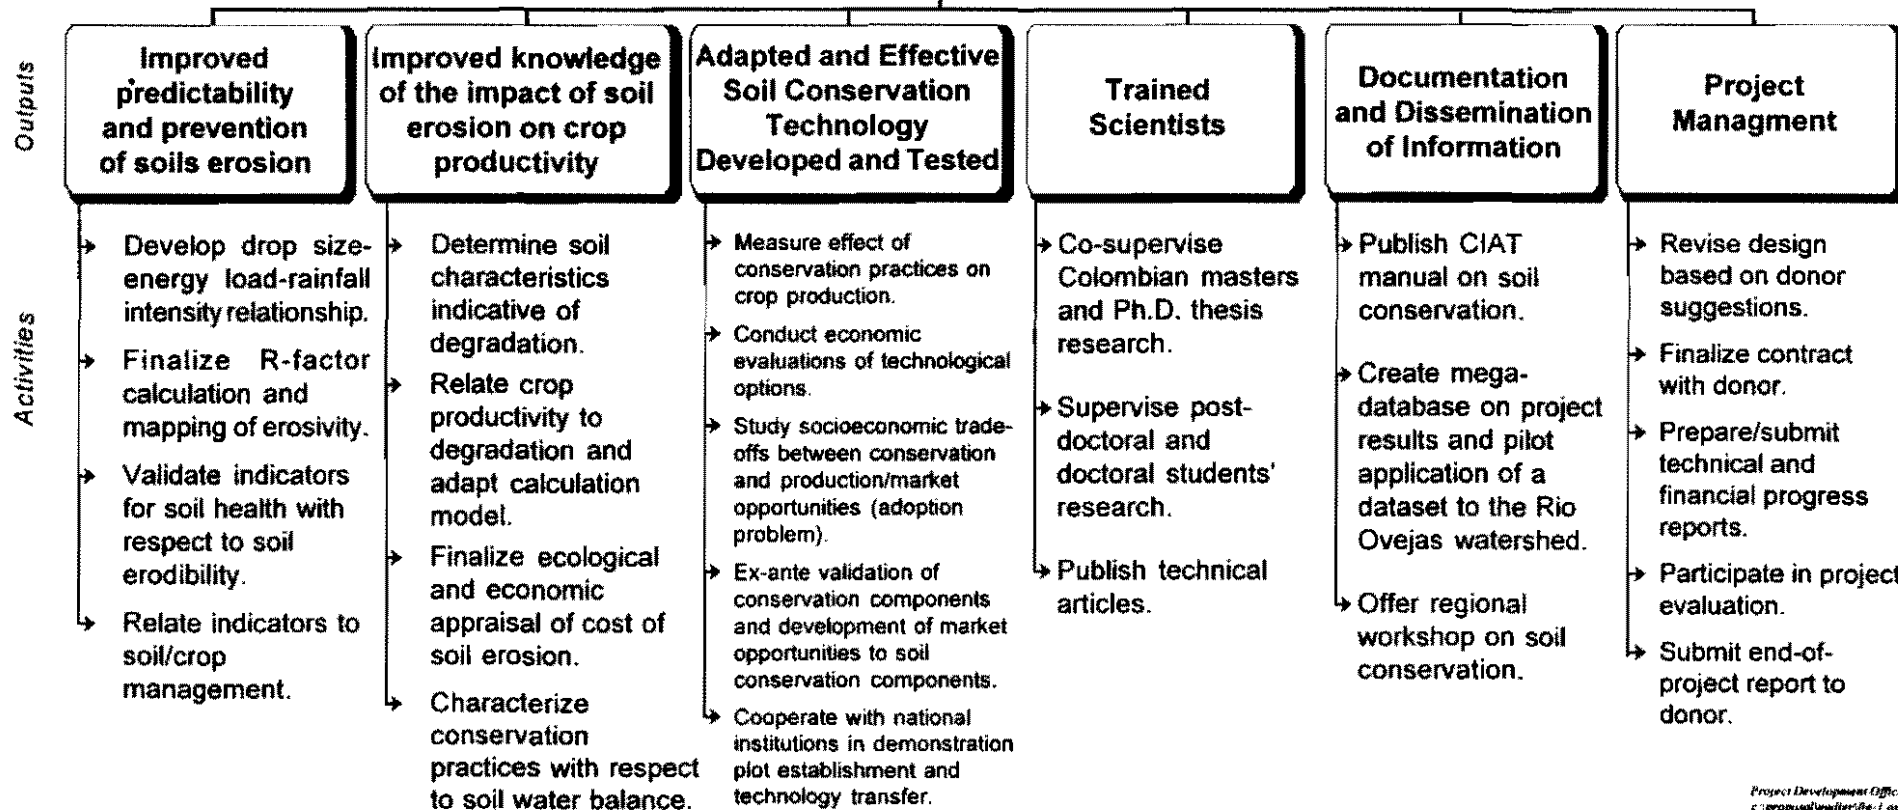 Outputs
Improved
predictability
and prevention
of soils erosion
Improved knowledge
of the impact of soil
erosion on crop
productivity
Adapted and Effective
Soil Conservation
Technology
Developed and Tested
Trained
Scientists
Documentation
and Dissemination
of Information
Project
Managment
Activities
Develop drop size-
energy load-rainfall
intensity relationship.
Finalize R-factor
calculation and
mapping of erosivity.
Validate indicators
for soil health with
respect to soil
erodibility.
Relate indicators to
soil/crop
management.
Determine soil
characteristics
indicative of
degradation.
Relate crop
productivity to
degradation and
adapt calculation
model.
Finalize ecological
and economic
appraisal of cost of
soil erosion.
Characterize
conservation
practices with respect
to soil water balance.
Measure effect of
conservation practices on
crop production.
Conduct economic
evaluations of technological
options.
Study socioeconomic trade-
offs between conservation
and production/market
opportunities (adoption
problem).
Ex-ante validation of
conservation components
and development of market
opportunities to soil
conservation components.
Cooperate with national
institutions in demonstration
plot establishment and
technology transfer.
Co-supervise
Colombian masters
and Ph.D. thesis
research.
Supervise post-
doctoral and
doctoral students'
research.
Publish technical
articles.
Publish CIAT
manual on soil
conservation.
Create mega-
database on project
results and pilot
application of a
dataset to the Rio
Ovejas watershed.
Offer regional
workshop on soil
conservation.
Revise design
based on donor
suggestions.
Finalize contract
with donor.
Prepare/submit
technical and
financial progress
reports.
Participate in project
evaluation.
Submit end-of-
project report to
donor.
Project Development Offic